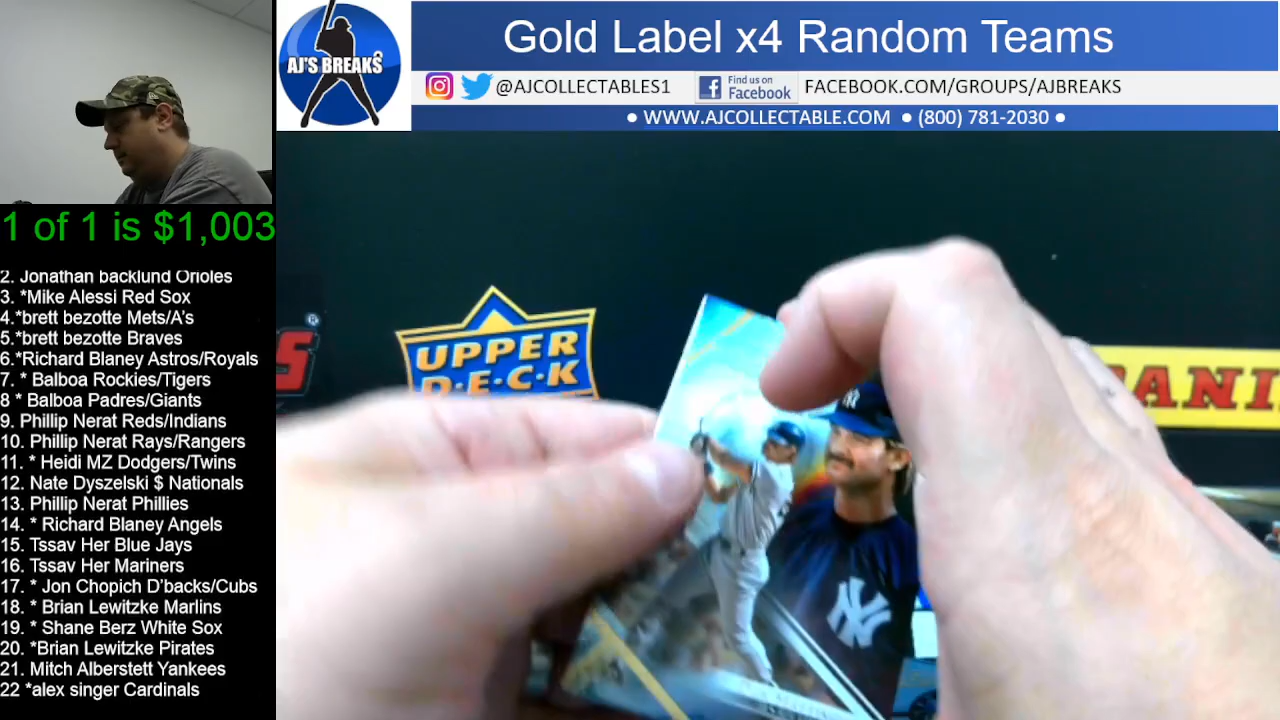 AJ'S BREAKS
Gold Label x4 Random Teams
@AJCOLLECTABLES1
Find us on
Facebook
FACEBOOK.COM/GROUPS/AJBREAKS
● WWW.AJCOLLECTABLE.COM ● (800) 781-2030 ●
1 of 1 is $1,003
2. Jonathan backlund Orioles
3. *Mike Alessi Red Sox
4.*brett bezotte Mets/A's
5.*brett bezotte Braves
6.*Richard Blaney Astros/Royals
7. * Balboa Rockies/Tigers
8 * Balboa Padres/Giants
9. Phillip Nerat Reds/Indians
10. Phillip Nerat Rays/Rangers
11. * Heidi MZ Dodgers/Twins
12. Nate Dyszelski $ Nationals
13. Phillip Nerat Phillies
14. * Richard Blaney Angels
15. Tssav Her Blue Jays
16. Tssav Her Mariners
17. * Jon Chopich D'backs/Cubs
18. * Brian Lewitzke Marlins
19. * Shane Berz White Sox
20. *Brian Lewitzke Pirates
21. Mitch Alberstett Yankees
22 *alex singer Cardinals
S®
UPPER
D·E·C·K
ANI
NY
NY